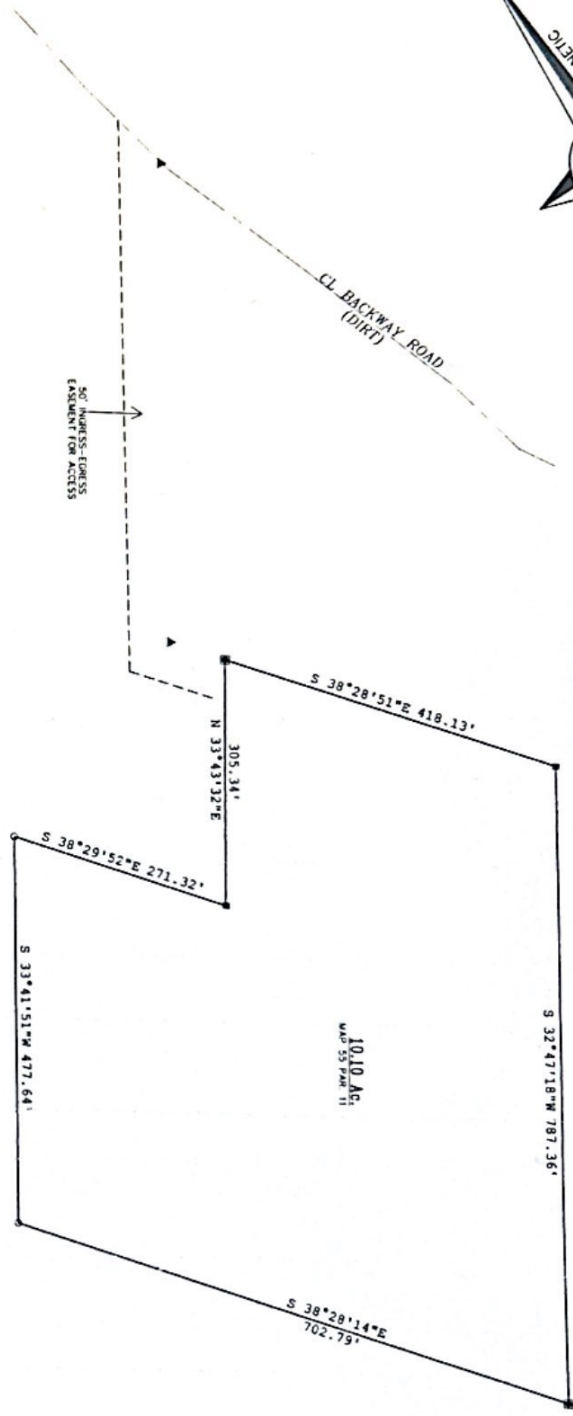 NETIC
CL BACKWAY ROAD
(DIRT)
50' INGRESS-EGRESS
EASEMENT FOR ACCESS
S 38°28'51"E 418.13'
305.34'
N 33°43'32"E
S 38°29'52"E 271.32'
S 33°41'51"W 477.64'
10.10 AC.
MAP 55 PAR. 11
S 32°47'18"W 787.36'
S 38°28'14"E
702.79'